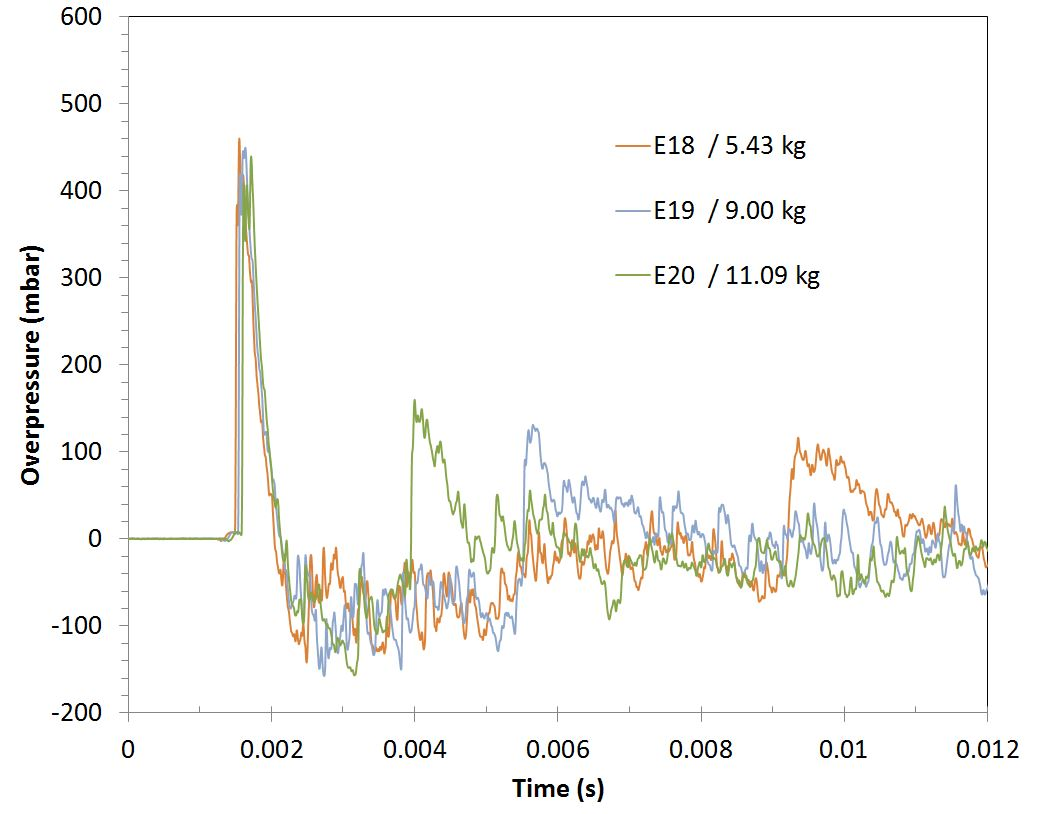 600
500
400
300
200
100
0
-100
-200
Overpressure (mbar)
E18 / 5.43 kg
E19 / 9.00 kg
E20 / 11.09 kg
0 0.002 0.004 0.006 0.008 0.01 0.012
Time (s)